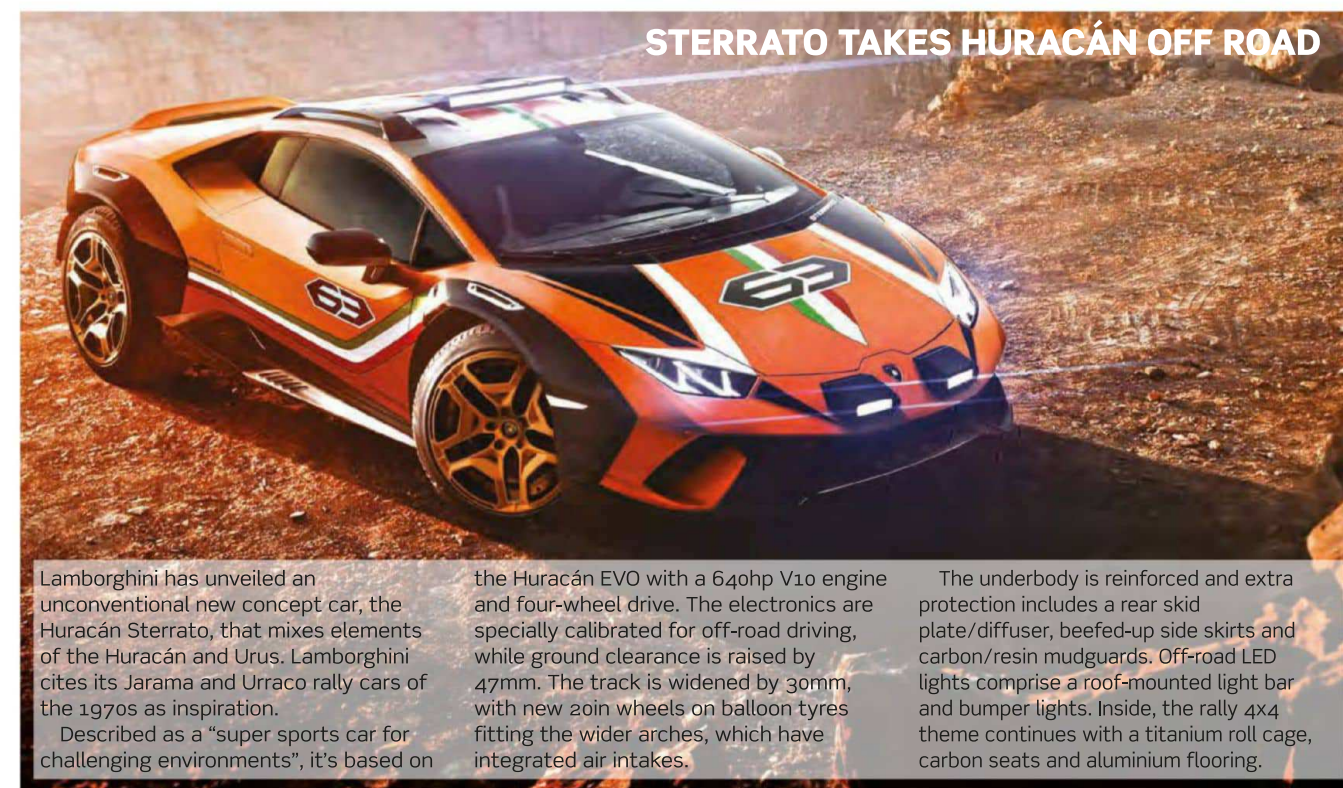 STERRATO TAKES HURACÁN OFF ROAD
63
63
Lamborghini has unveiled an
unconventional new concept car, the
Huracán Sterrato, that mixes elements
of the Huracán and Urus. Lamborghini
cites its Jarama and Urraco rally cars of
the 1970s as inspiration.
Described as a “super sports car for
challenging environments”, it’s based on
the Huracán EVO with a 640hp V10 engine
and four-wheel drive. The electronics are
specially calibrated for off-road driving,
while ground clearance is raised by
47mm. The track is widened by 30mm,
with new 20in wheels on balloon tyres
fitting the wider arches, which have
integrated air intakes.
The underbody is reinforced and extra
protection includes a rear skid
plate/diffuser, beefed-up side skirts and
carbon/resin mudguards. Off-road LED
lights comprise a roof-mounted light bar
and bumper lights. Inside, the rally 4x4
theme continues with a titanium roll cage,
carbon seats and aluminium flooring.